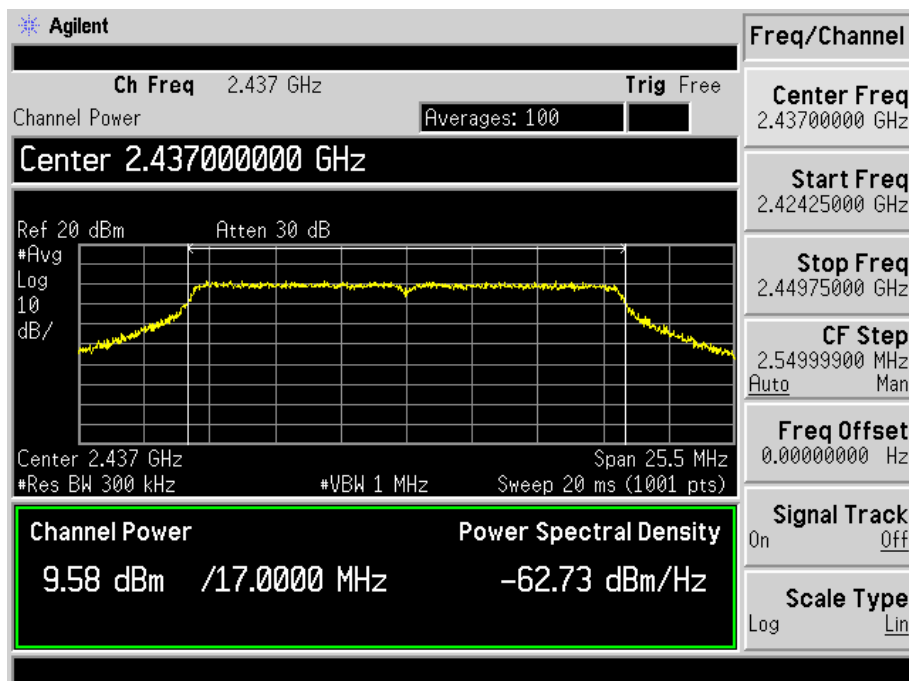 Agilent
Freq/Channel
Ch Freq 2.437 GHz Trig Free
Channel Power Averages: 100
Center 2.437000000 GHz
Ref 20 dBm Atten 30 dB
#Avg
Log
10
dB/
Center 2.437 GHz Span 25.5 MHz
#Res BW 300 kHz #VBW 1 MHz Sweep 20 ms (1001 pts)
Channel Power Power Spectral Density
9.58 dBm /17.0000 MHz -62.73 dBm/Hz
Center Freq
2.43700000 GHz
Start Freq
2.42425000 GHz
Stop Freq
2.44975000 GHz
CF Step
2.54999900 MHz
Auto Man
Freq Offset
0.00000000 Hz
Signal Track
On Off
Scale Type
Log Lin